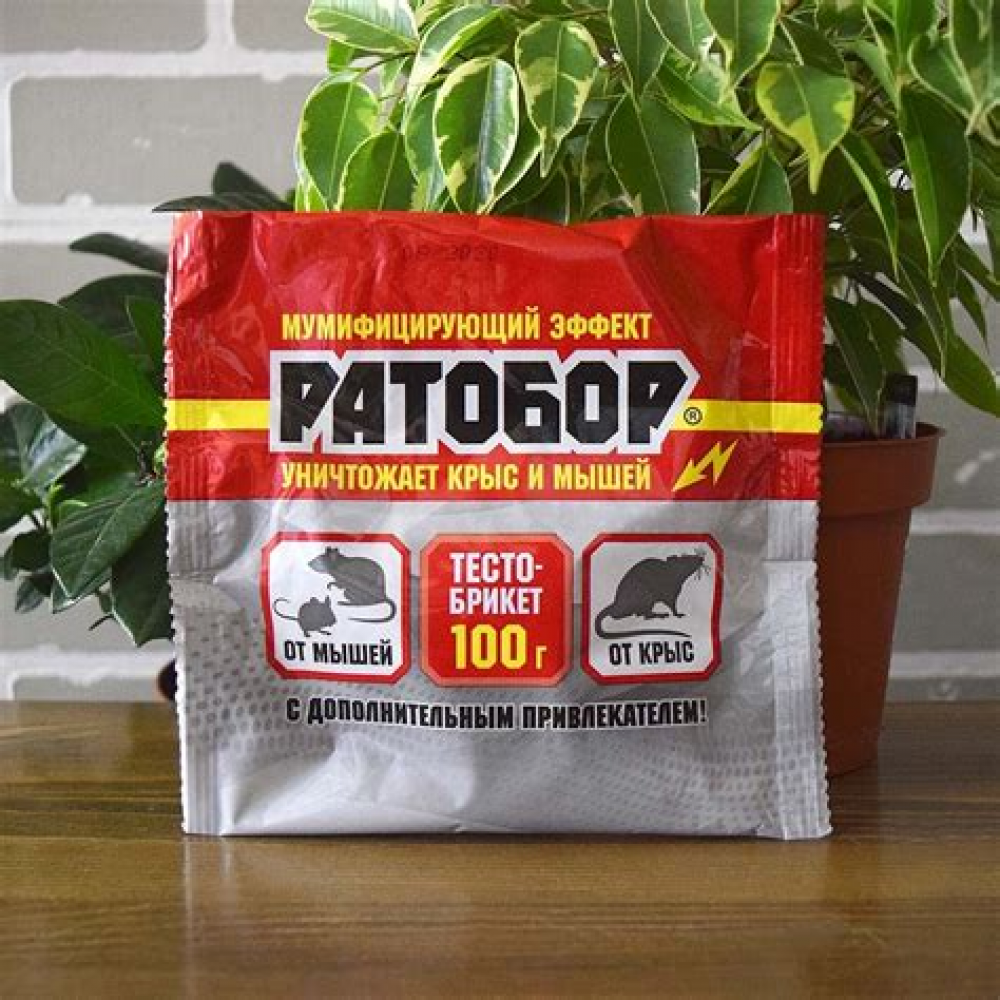 МУМИФИЦИРУЮЩИЙ ЭФФЕКТ
РАТОБОР®
УНИЧТОЖАЕТ КРЫС И МЫШЕЙ
ОТ МЫШЕЙ
ТЕСТО-
БРИКЕТ
100 г
ОТ КРЫС
С ДОПОЛНИТЕЛЬНЫМ ПРИВЛЕКАТЕЛЕМ!